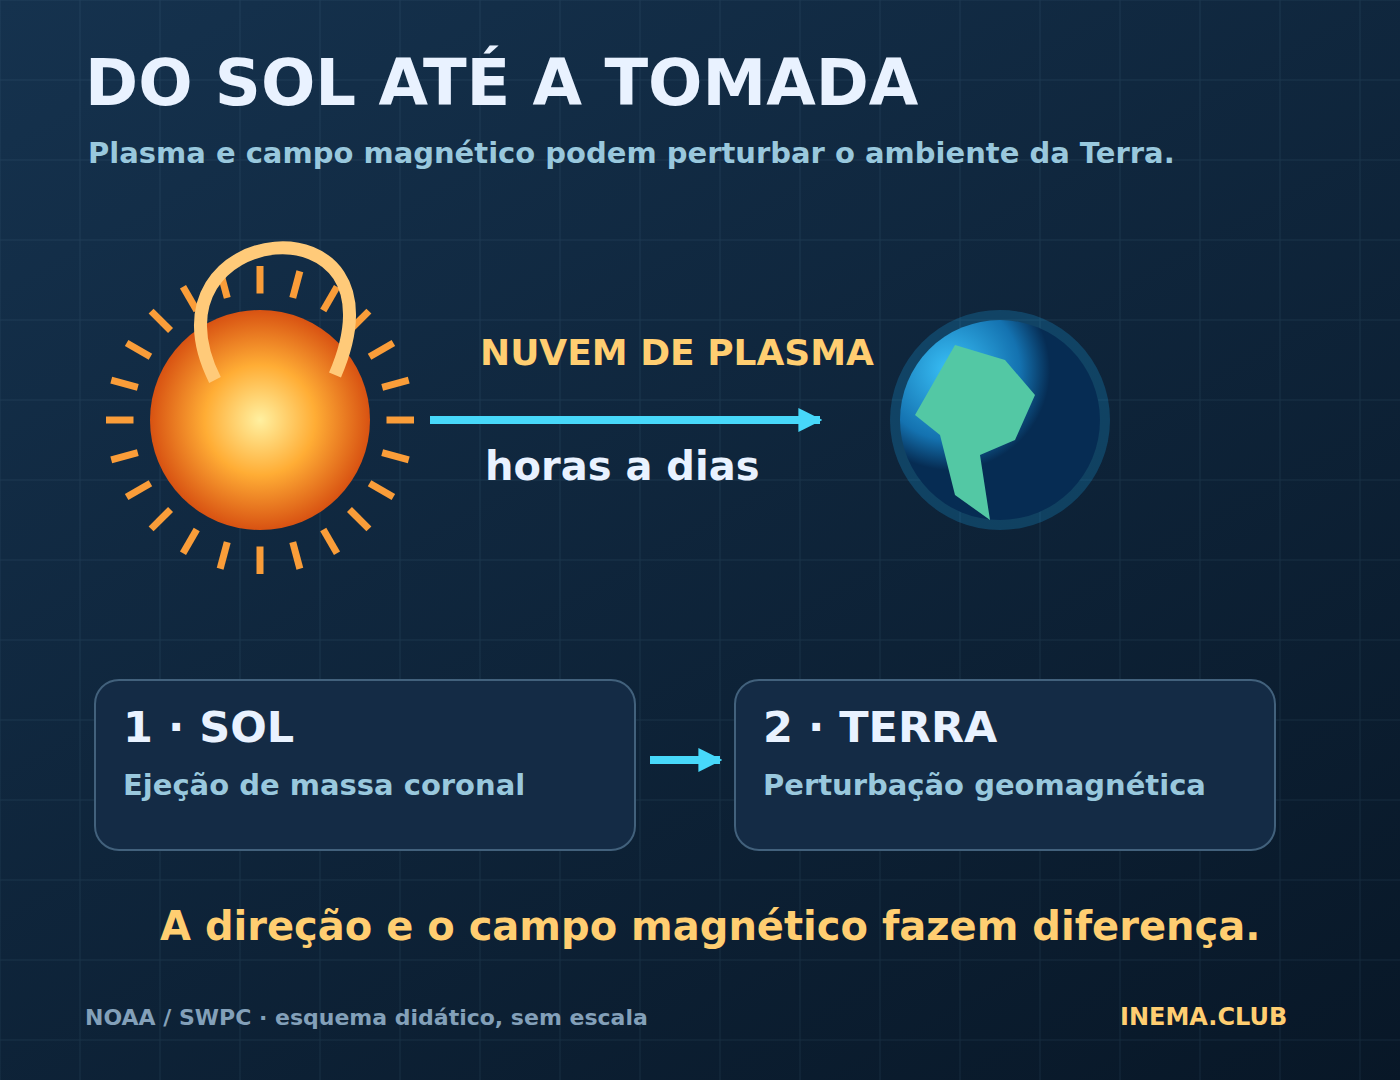 DO SOL ATÉ A TOMADA
Plasma e campo magnético podem perturbar o ambiente da Terra.
NUVEM DE PLASMA
horas a dias
1 · SOL
Ejeção de massa coronal
2 · TERRA
Perturbação geomagnética
A direção e o campo magnético fazem diferença.
NOAA / SWPC · esquema didático, sem escala
INEMA.CLUB